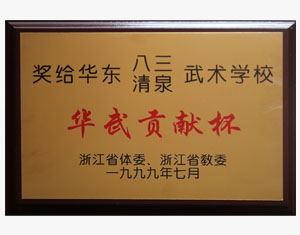 奖给华东八三清泉武术学校
华武贡献杯
浙江省体委、浙江省教委
一九九九年七月